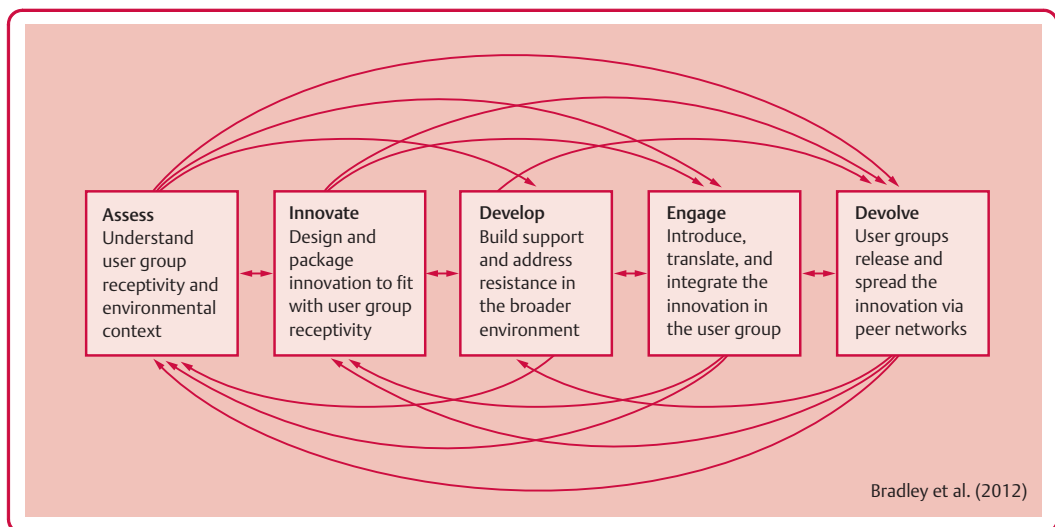 Assess
Understand
user group
receptivity and
environmental
context
Innovate
Design and
package
innovation to fit
with user group
receptivity
Develop
Build support
and address
resistance in
the broader
environment
Engage
Introduce,
translate, and
integrate the
innovation in
the user group
Devolve
User groups
release and
spread the
innovation via
peer networks
Bradley et al. (2012)